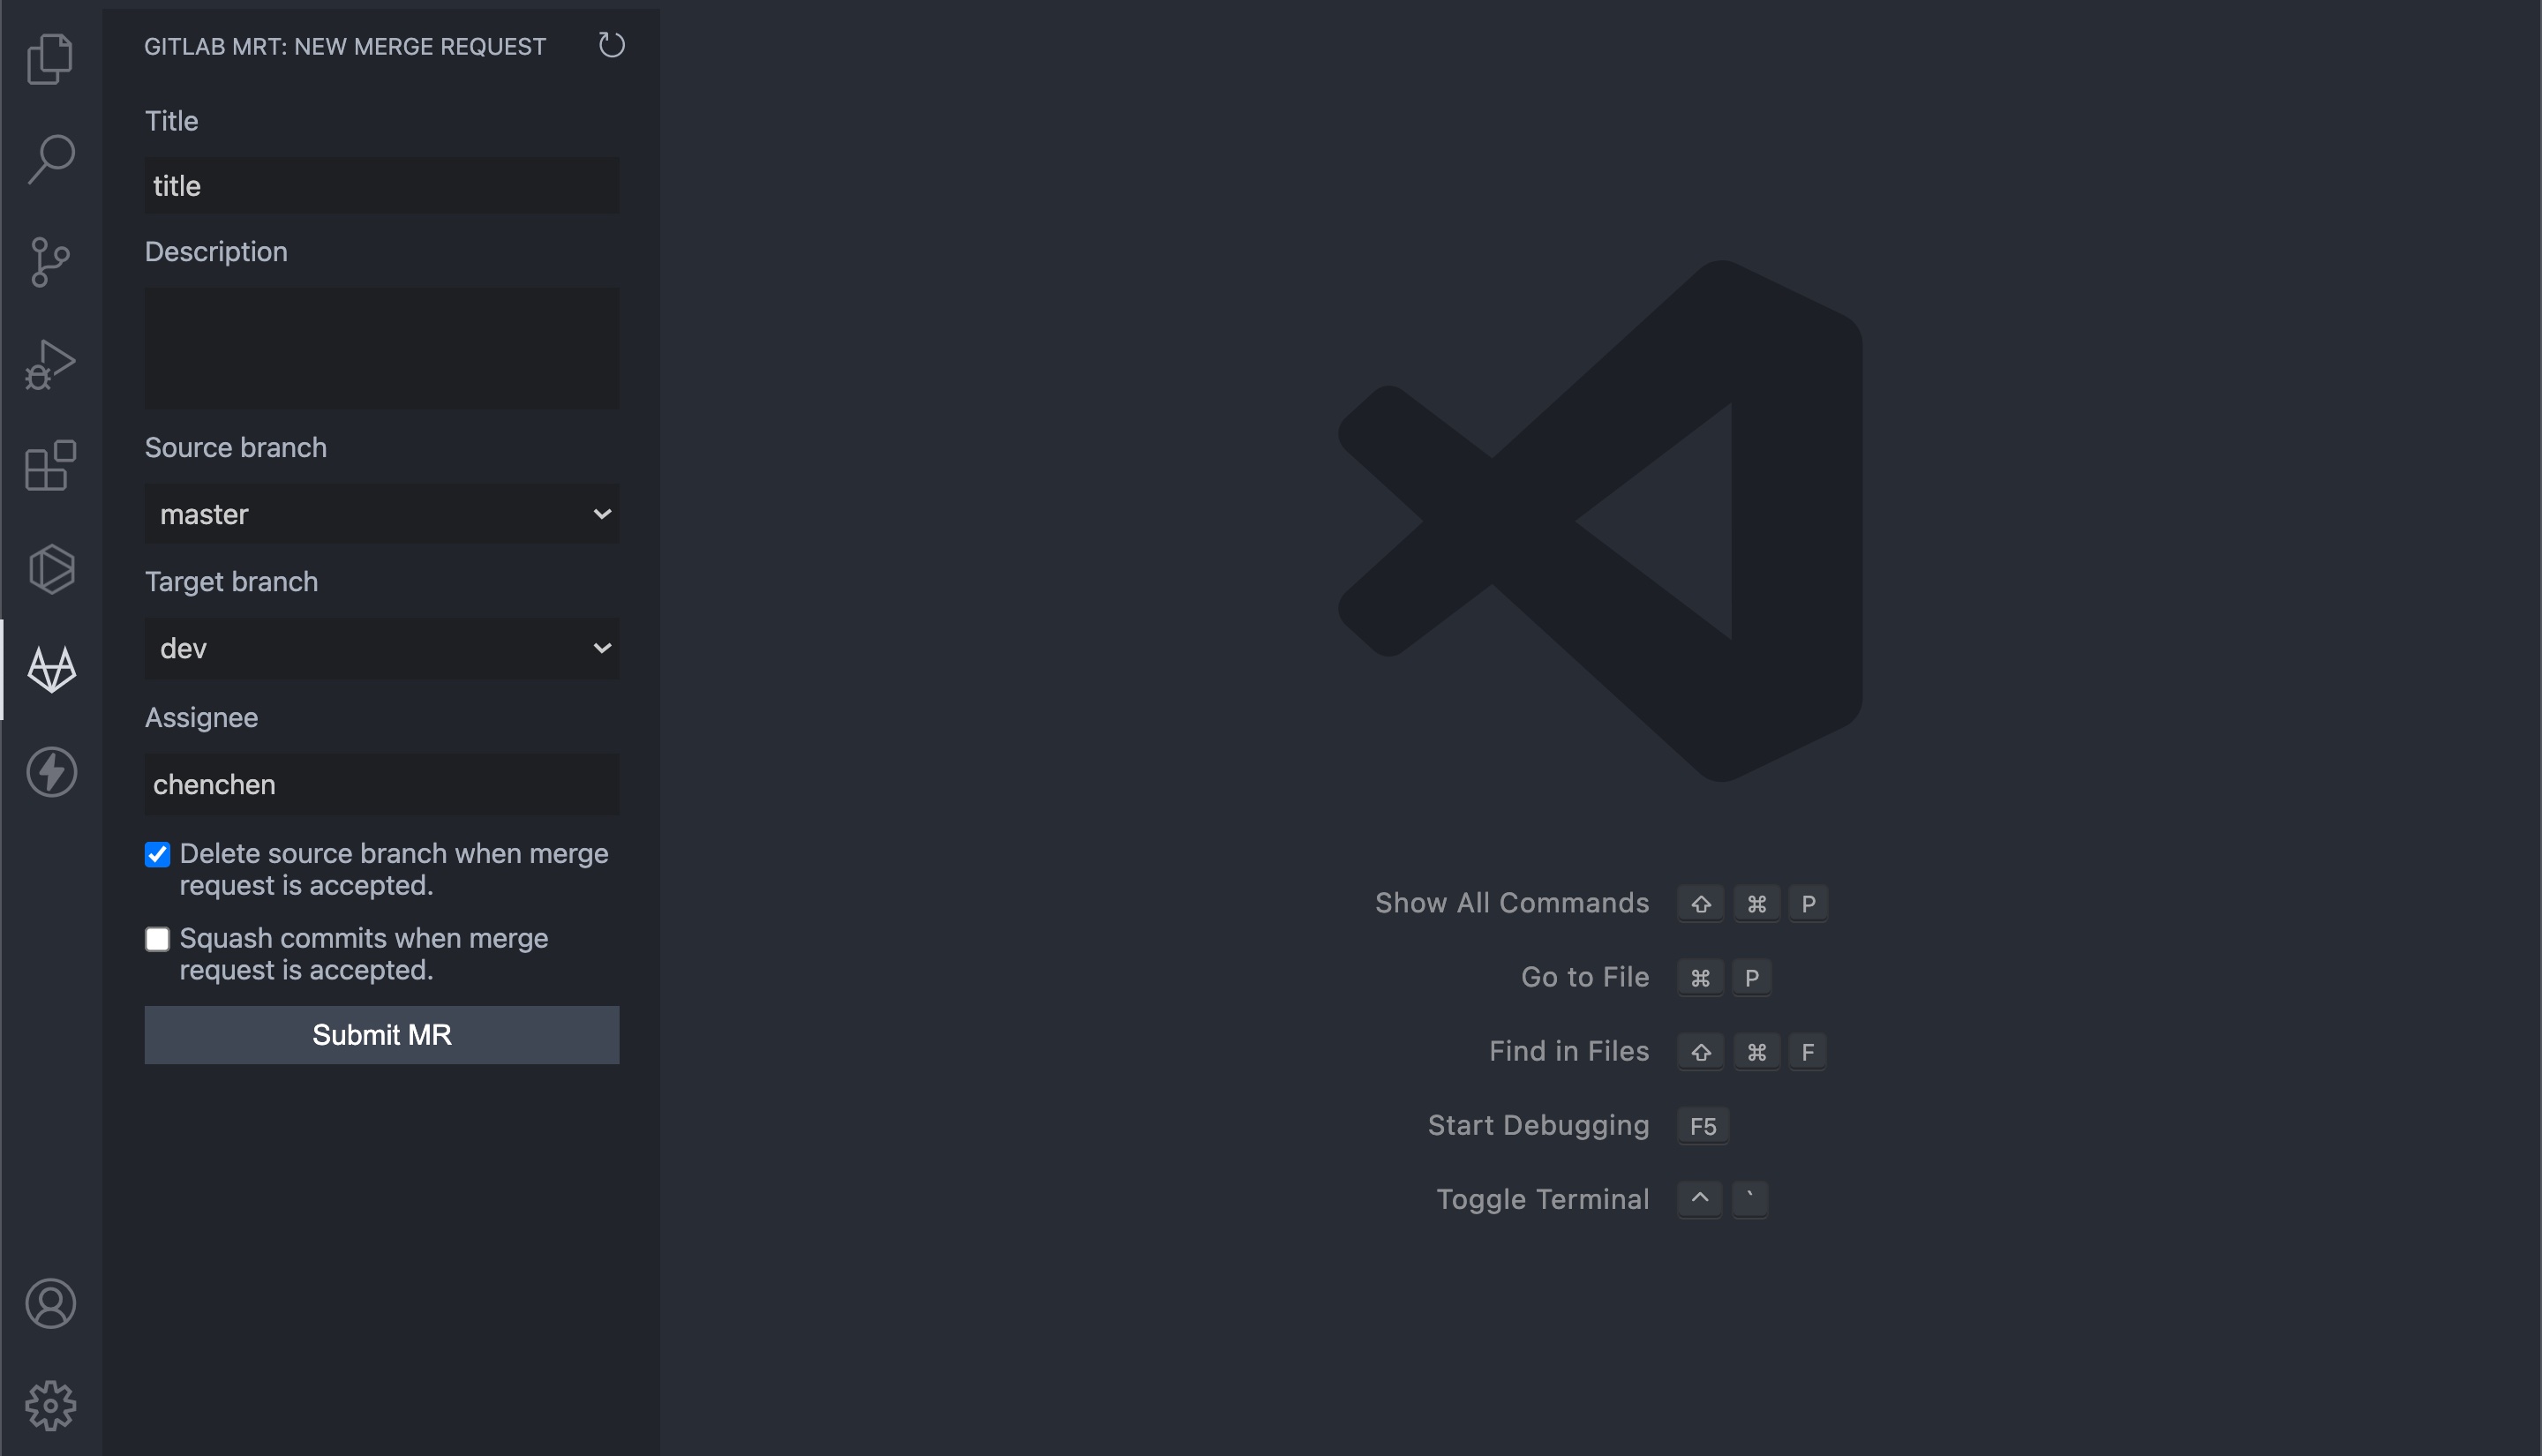 GITLAB MRT: NEW MERGE REQUEST
Title
title
Description
Source branch
master
Target branch
dev
Assignee
chenchen
Delete source branch when merge
request is accepted.
Squash commits when merge
request is accepted.
Submit MR
Show All Commands ⇧ ⌘ P
Go to File ⌘ P
Find in Files ⇧ ⌘ F
Start Debugging F5
Toggle Terminal ^ `